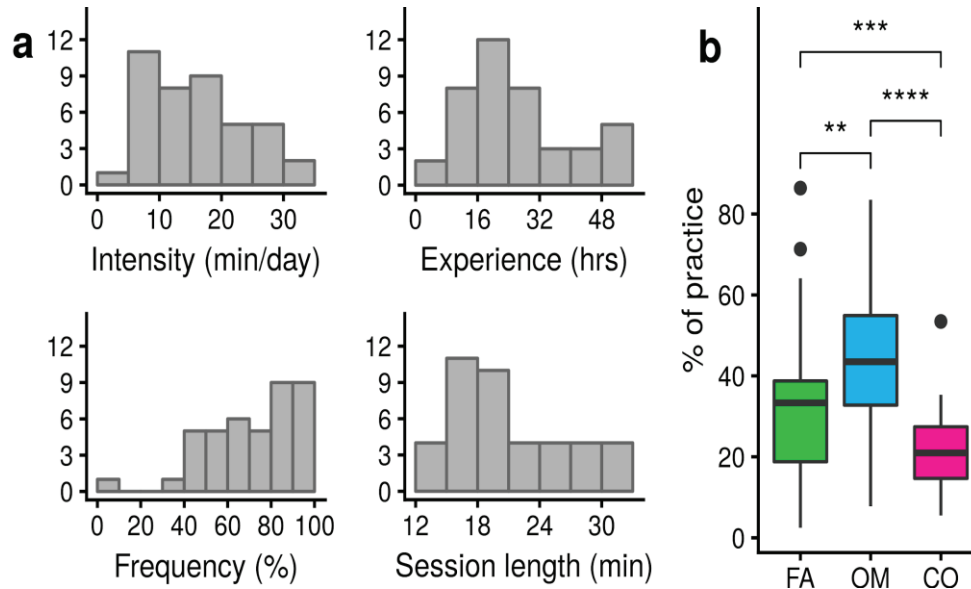 a
12
9
6
3
0
0 10 20 30
Intensity (min/day)
12
9
6
3
0
0 16 32 48
Experience (hrs)
12
9
6
3
0
0 20 40 60 80 100
Frequency (%)
12
9
6
3
0
12 18 24 30
Session length (min)
b
***
****
**
% of practice
80
60
40
20
0
FA OM CO